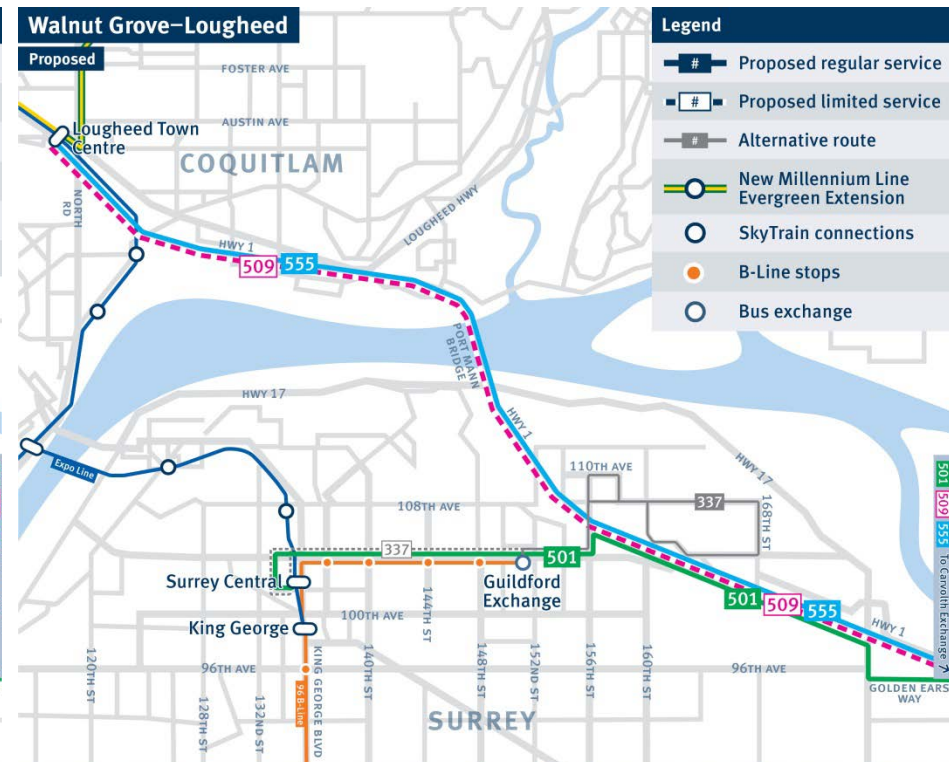 Walnut Grove–Lougheed
Proposed
Legend
#
Proposed regular service
#
Proposed limited service
#
Alternative route
New Millennium Line
Evergreen Extension
SkyTrain connections
B-Line stops
Bus exchange
FOSTER AVE
AUSTIN AVE
Lougheed Town
Centre
COQUITLAM
NORTH
RD
LOUGHEED HWY
HWY 1
509
555
PORT MANN
BRIDGE
HWY 17
HWY 1
Expo Line
110TH AVE
HWY 17
337
168TH ST
108TH AVE
337
501
Surrey Central
Guildford
Exchange
144TH ST
100TH AVE
King George
501
509
555
HWY 1
501
509
555
To Carvolth Exchange
96TH AVE
96TH AVE
GOLDEN EARS
WAY
120TH ST
128TH ST
132ND ST
96 B-Line
KING GEORGE BLVD
140TH ST
148TH ST
152ND ST
156TH ST
160TH ST
SURREY